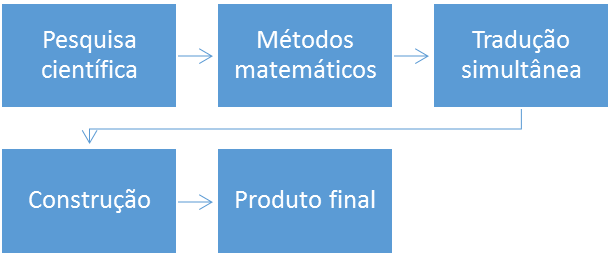 Pesquisa
científica
Métodos
matemáticos
Tradução
simultânea
Construção
Produto final